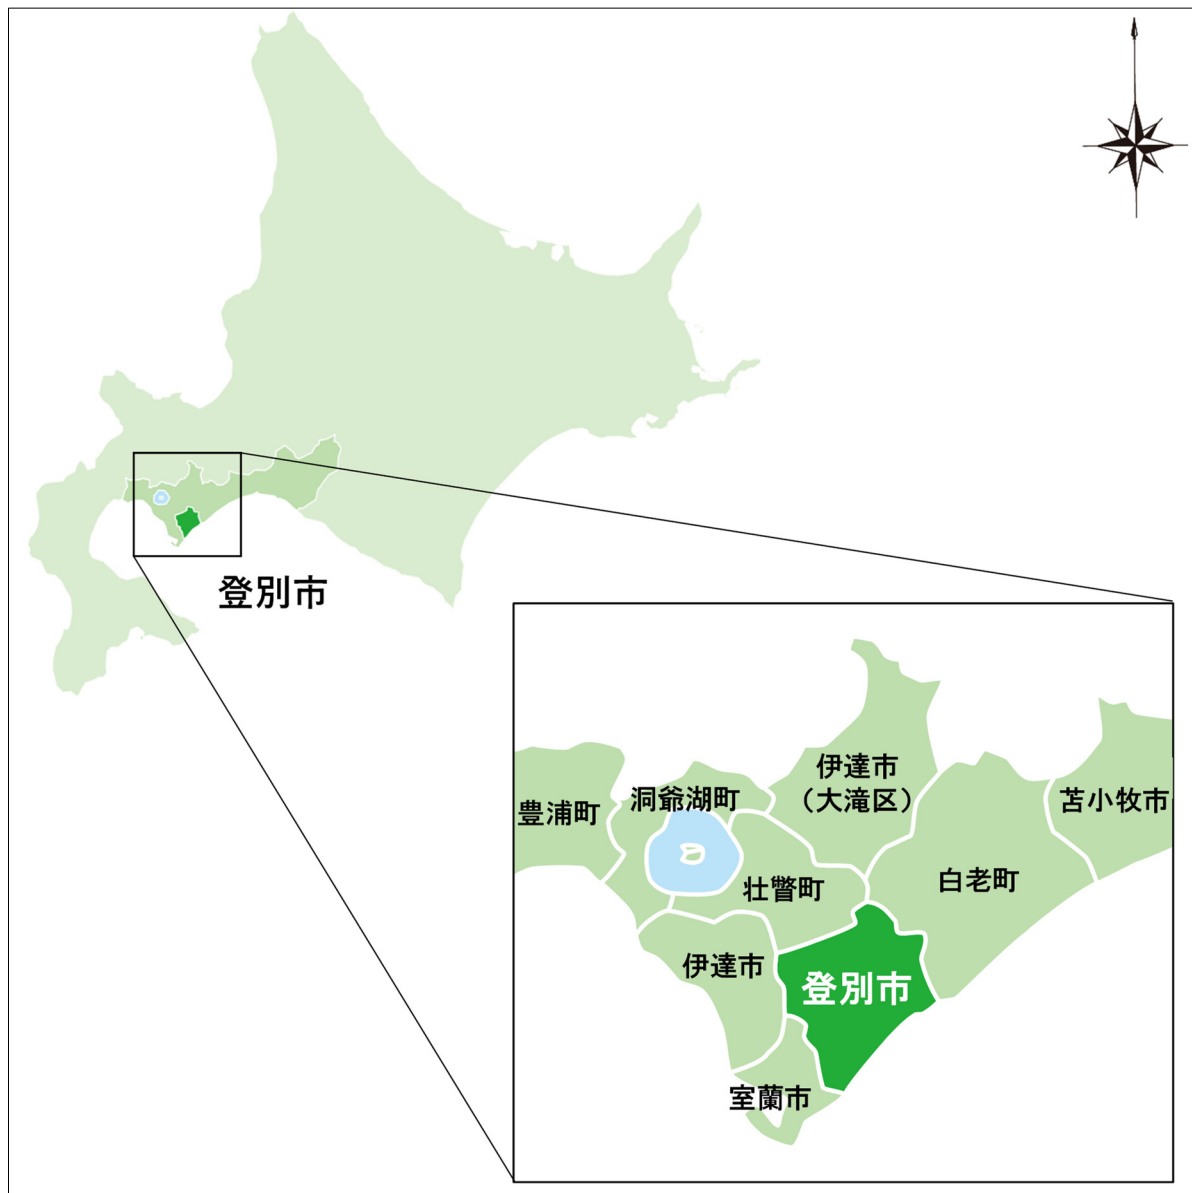 登別市
伊達市
（大滝区）
洞爺湖町
豊浦町
苫小牧市
壮瞥町
白老町
伊達市
登別市
室蘭市